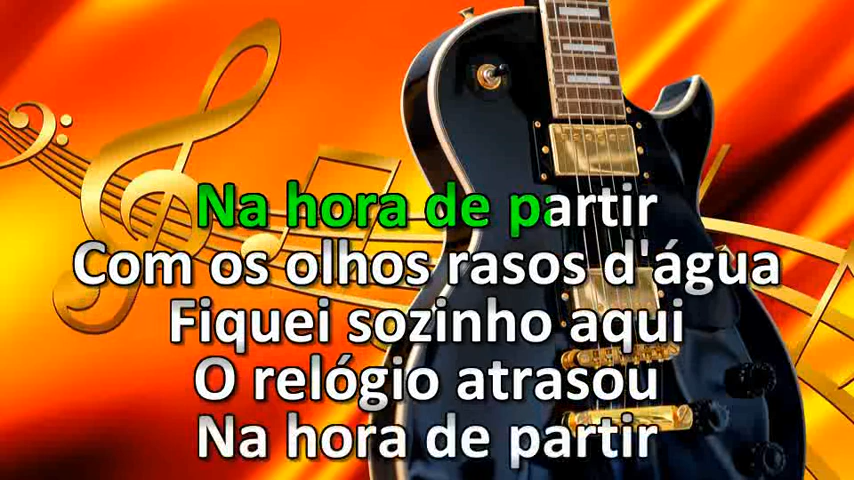 Na hora de partir
Com os olhos rasos d'água
Fiquei sozinho aqui
O relógio atrasou
Na hora de partir